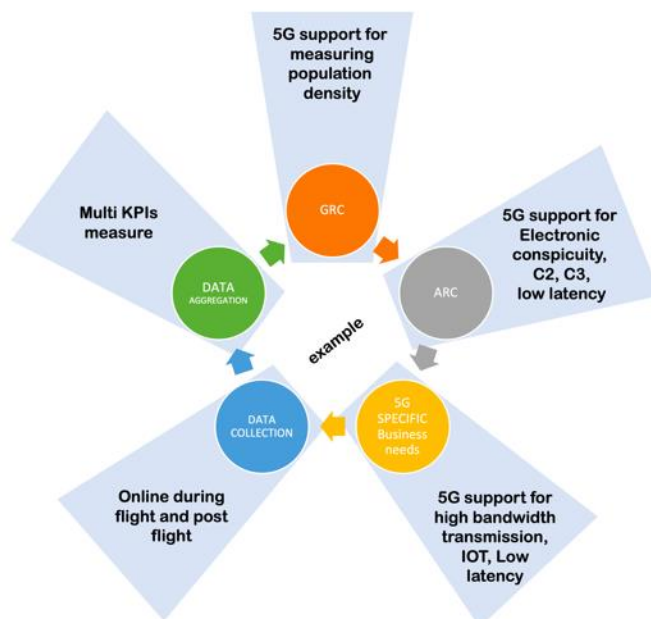 5G support for
measuring
population
density
GRC
5G support for
Electronic
conspicuity,
C2, C3,
low latency
ARC
5G
SPECIFIC
Business
needs
5G support for
high bandwidth
transmission,
IOT, Low
latency
DATA
COLLECTION
Online during
flight and post
flight
DATA
AGGREGATION
Multi KPIs
measure
example